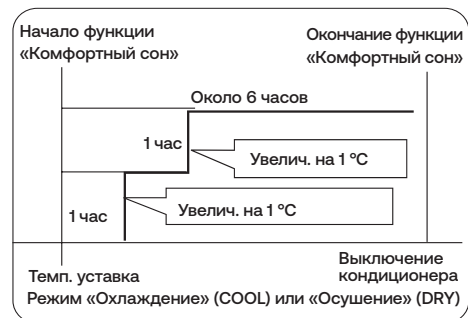 Начало функции
«Комфортный сон»
Окончание функции
«Комфортный сон»
Около 6 часов
1 час
Увелич. на 1 °C
1 час
Увелич. на 1 °C
Темп. уставка
Выключение
кондиционера
Режим «Охлаждение» (COOL) или «Осушение» (DRY)